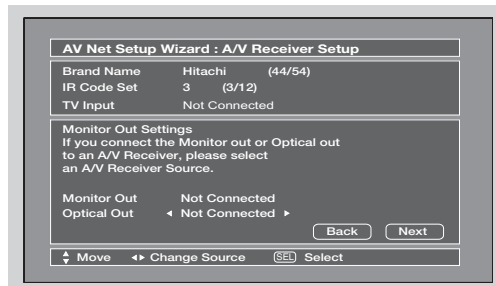 AV Net Setup Wizard : A/V Receiver Setup
Brand Name Hitachi (44/54)
IR Code Set 3 (3/12)
TV Input Not Connected
Monitor Out Settings
If you connect the Monitor out or Optical out
to an A/V Receiver, please select
an A/V Receiver Source.
Monitor Out Not Connected
Optical Out Not Connected
Back Next
Move Change Source SEL Select